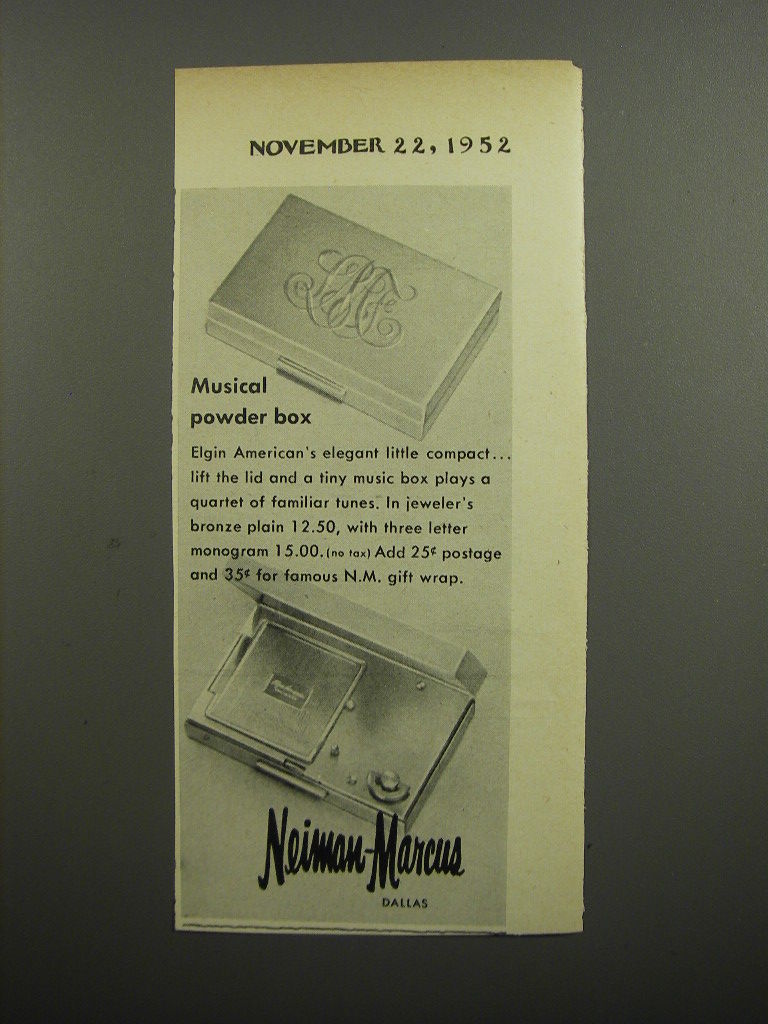 NOVEMBER 22, 1952
Musical
powder box
Elgin American's elegant little compact...
lift the lid and a tiny music box plays a
quartet of familiar tunes. In jeweler's
bronze plain 12.50, with three letter
monogram 15.00. (no tax) Add 25¢ postage
and 35¢ for famous N.M. gift wrap.
Neiman-Marcus
DALLAS